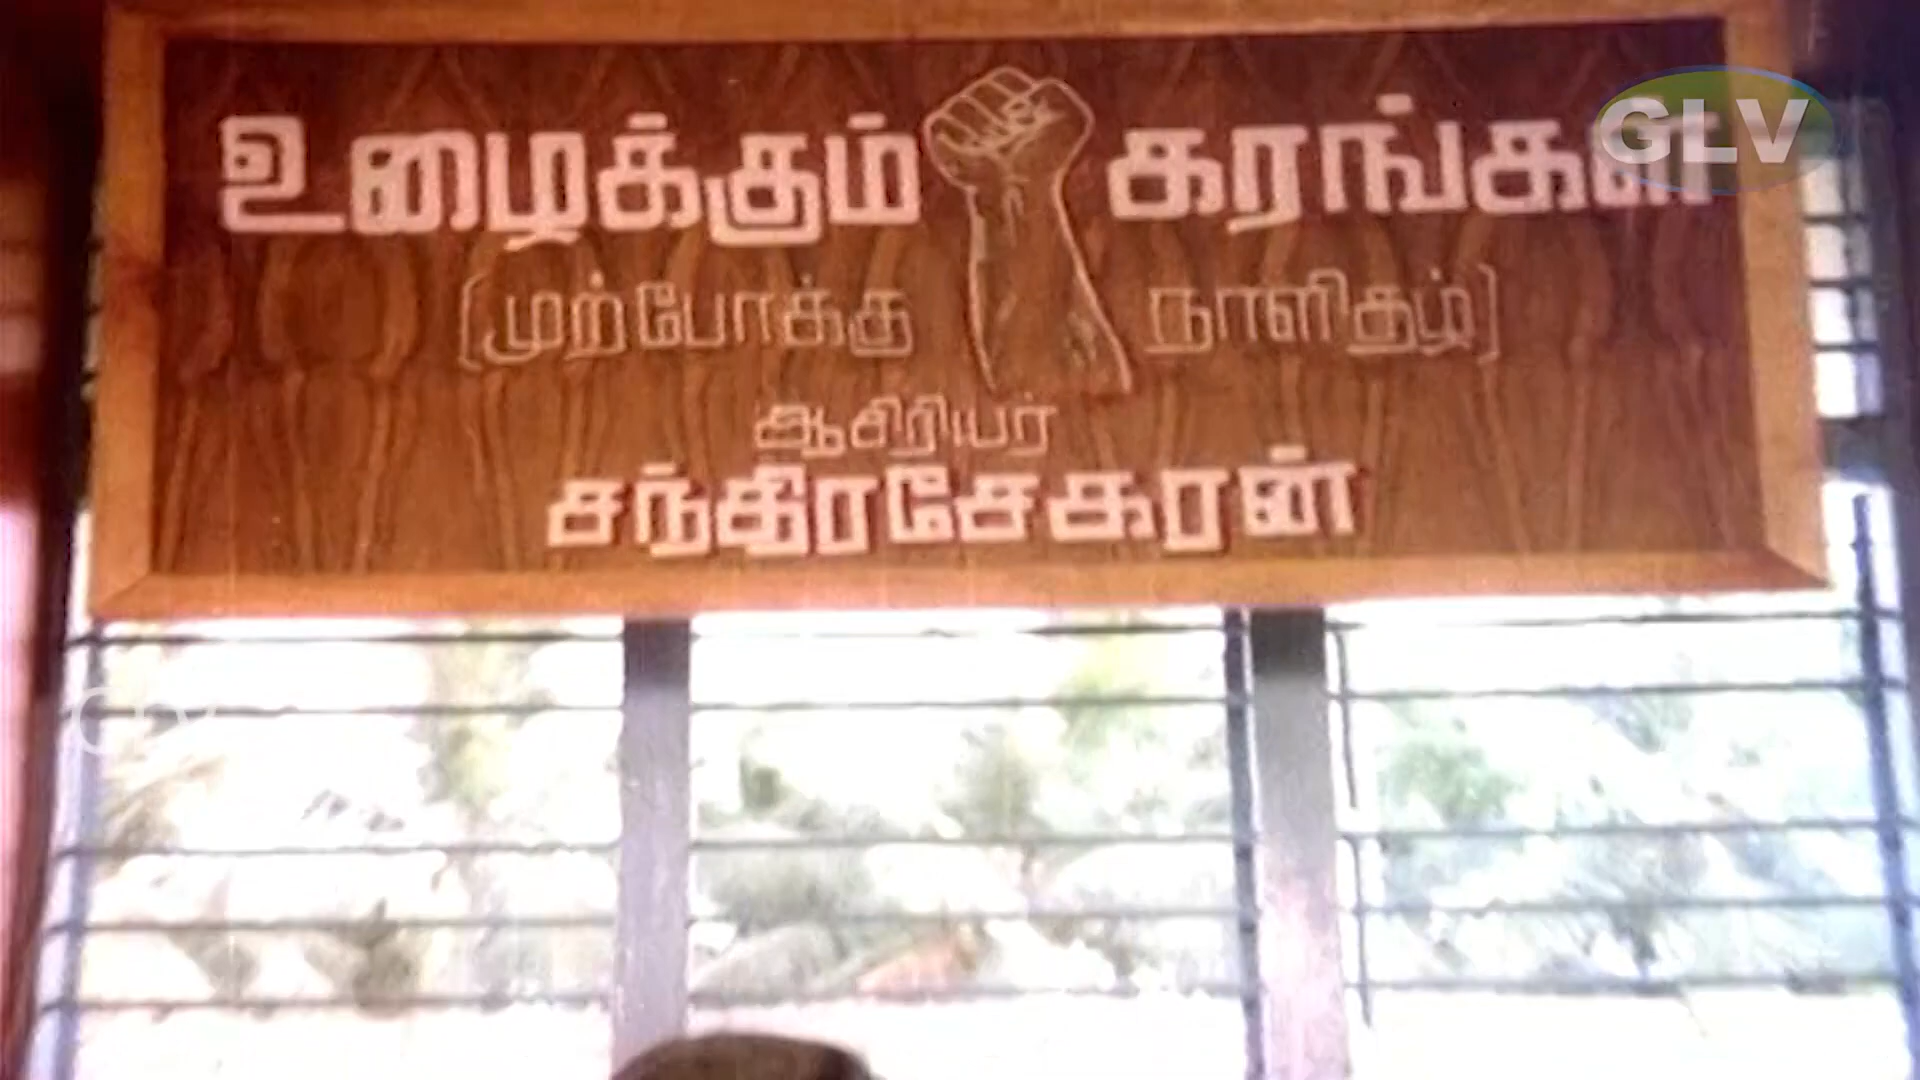 உழைக்கும் கரங்கள்
(முற்போக்கு நாளிதழ்)
ஆசிரியர்
சந்திரசேகரன்
GLV